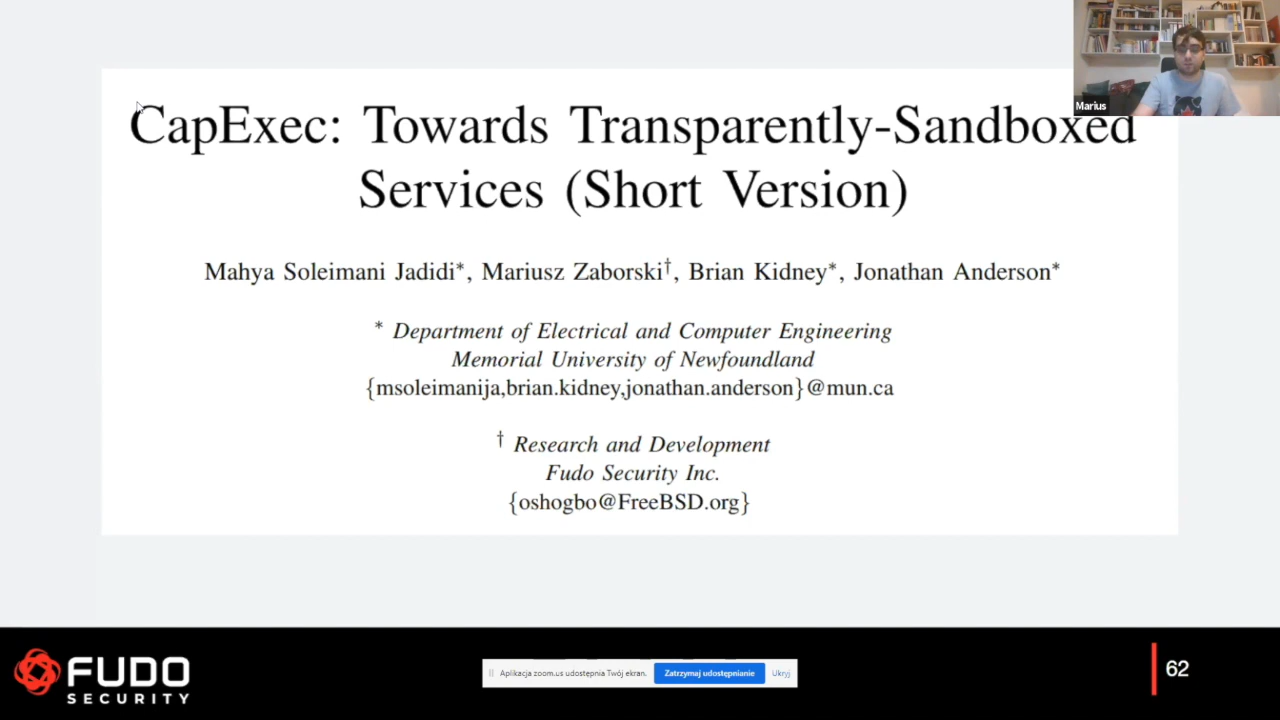 CapExec: Towards Transparently-Sandboxed
Services (Short Version)
Mahya Soleimani Jadidi*, Mariusz Zaborski†, Brian Kidney*, Jonathan Anderson*
* Department of Electrical and Computer Engineering
Memorial University of Newfoundland
{msoleimanija,brian.kidney,jonathan.anderson}@mun.ca
† Research and Development
Fudo Security Inc.
{oshogbo@FreeBSD.org}
Marius
FUDO
SECURITY
Aplikacja zoom.us udostępnia Twój ekran. Zatrzymaj udostępnianie Ukryj
62